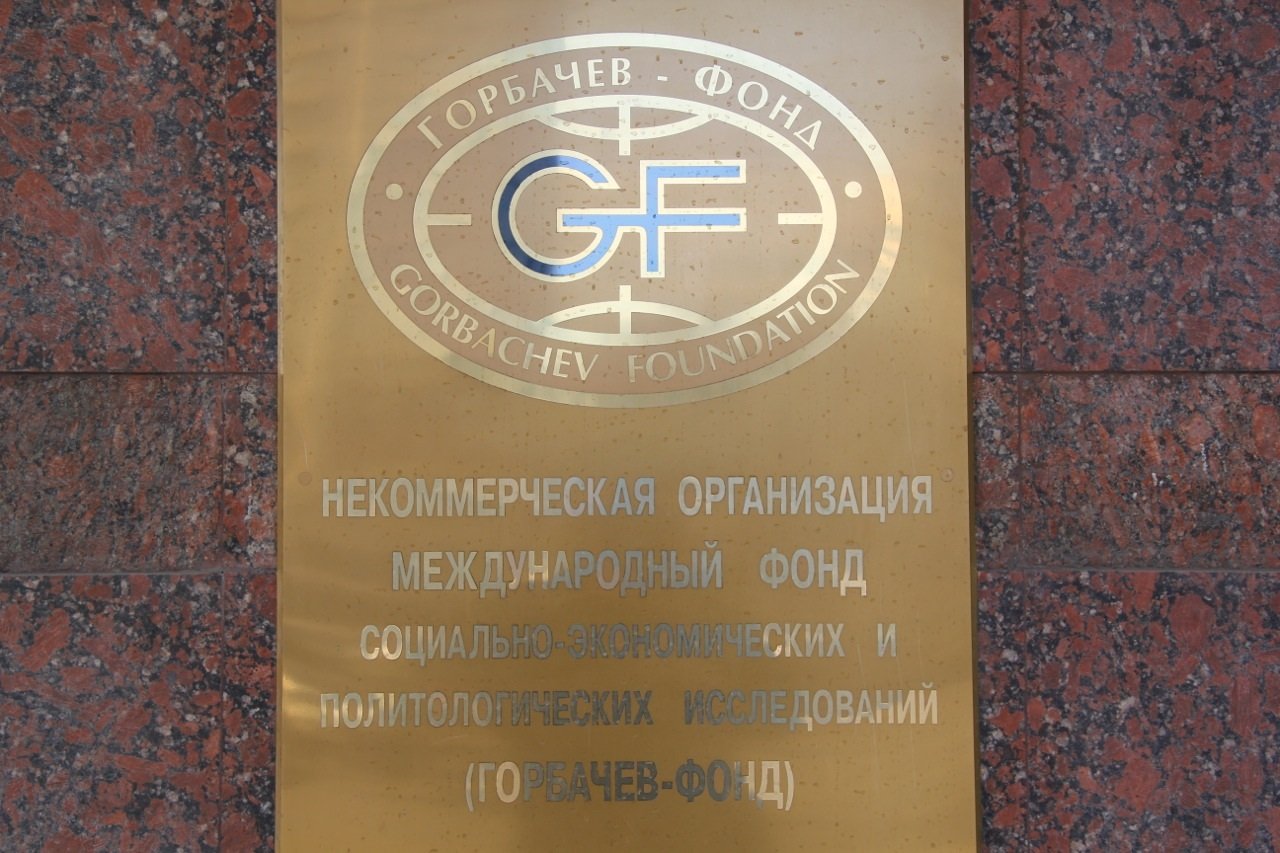 ГОРБАЧЕВ - ФОНД
GF
GORBACHEV FOUNDATION
НЕКОММЕРЧЕСКАЯ ОРГАНИЗАЦИЯ
МЕЖДУНАРОДНЫЙ ФОНД
СОЦИАЛЬНО-ЭКОНОМИЧЕСКИХ И
ПОЛИТОЛОГИЧЕСКИХ ИССЛЕДОВАНИЙ
(ГОРБАЧЕВ-ФОНД)